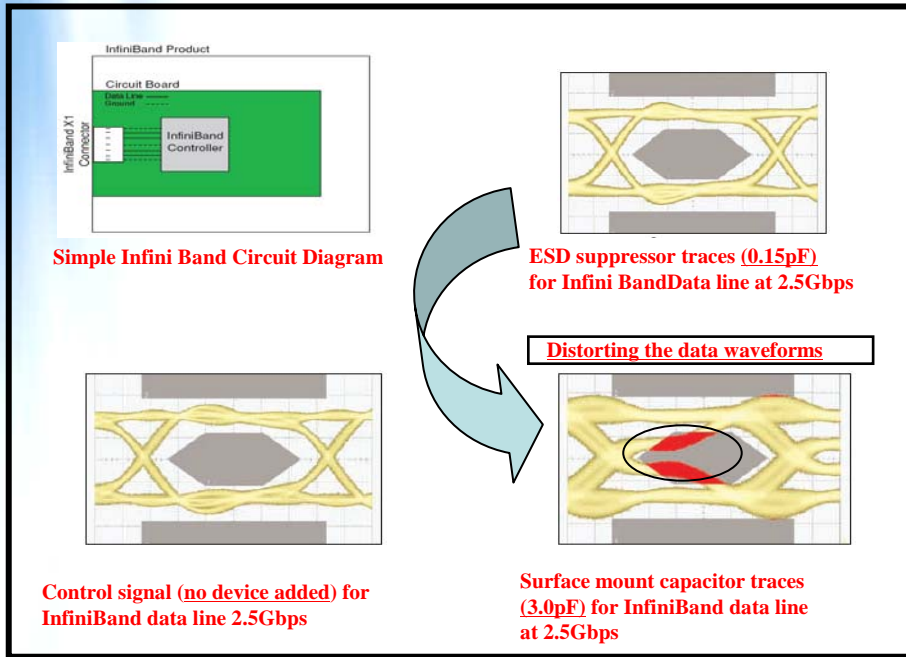 InfiniBand Product
Circuit Board
Data Line
Ground
InfiniBand X1
Connector
InfiniBand
Controller
Simple Infini Band Circuit Diagram
ESD suppressor traces (0.15pF)
for Infini BandData line at 2.5Gbps
Distorting the data waveforms
Control signal (no device added) for
InfiniBand data line 2.5Gbps
Surface mount capacitor traces
(3.0pF) for InfiniBand data line
at 2.5Gbps